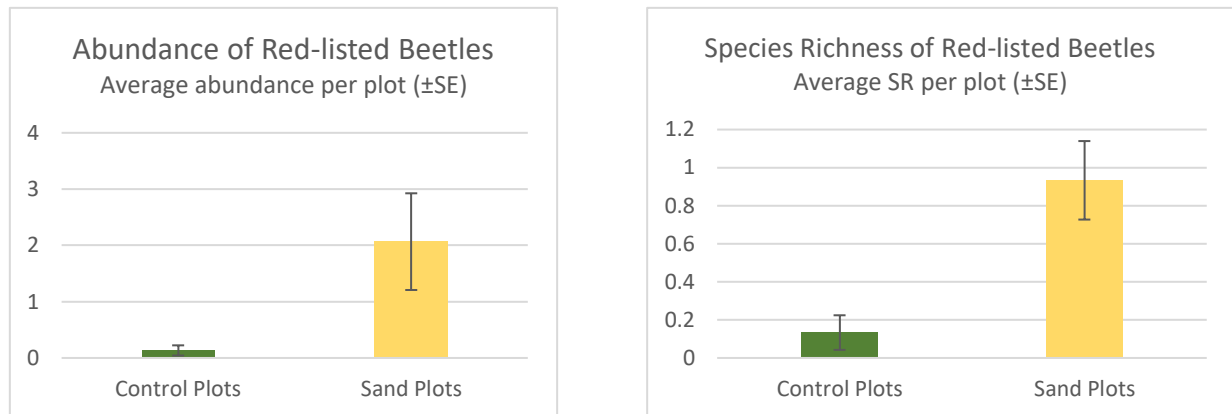 Abundance of Red-listed Beetles
Average abundance per plot (±SE)
4
3
2
1
0
Control Plots Sand Plots
Species Richness of Red-listed Beetles
Average SR per plot (±SE)
1.2
1
0.8
0.6
0.4
0.2
0
Control Plots Sand Plots